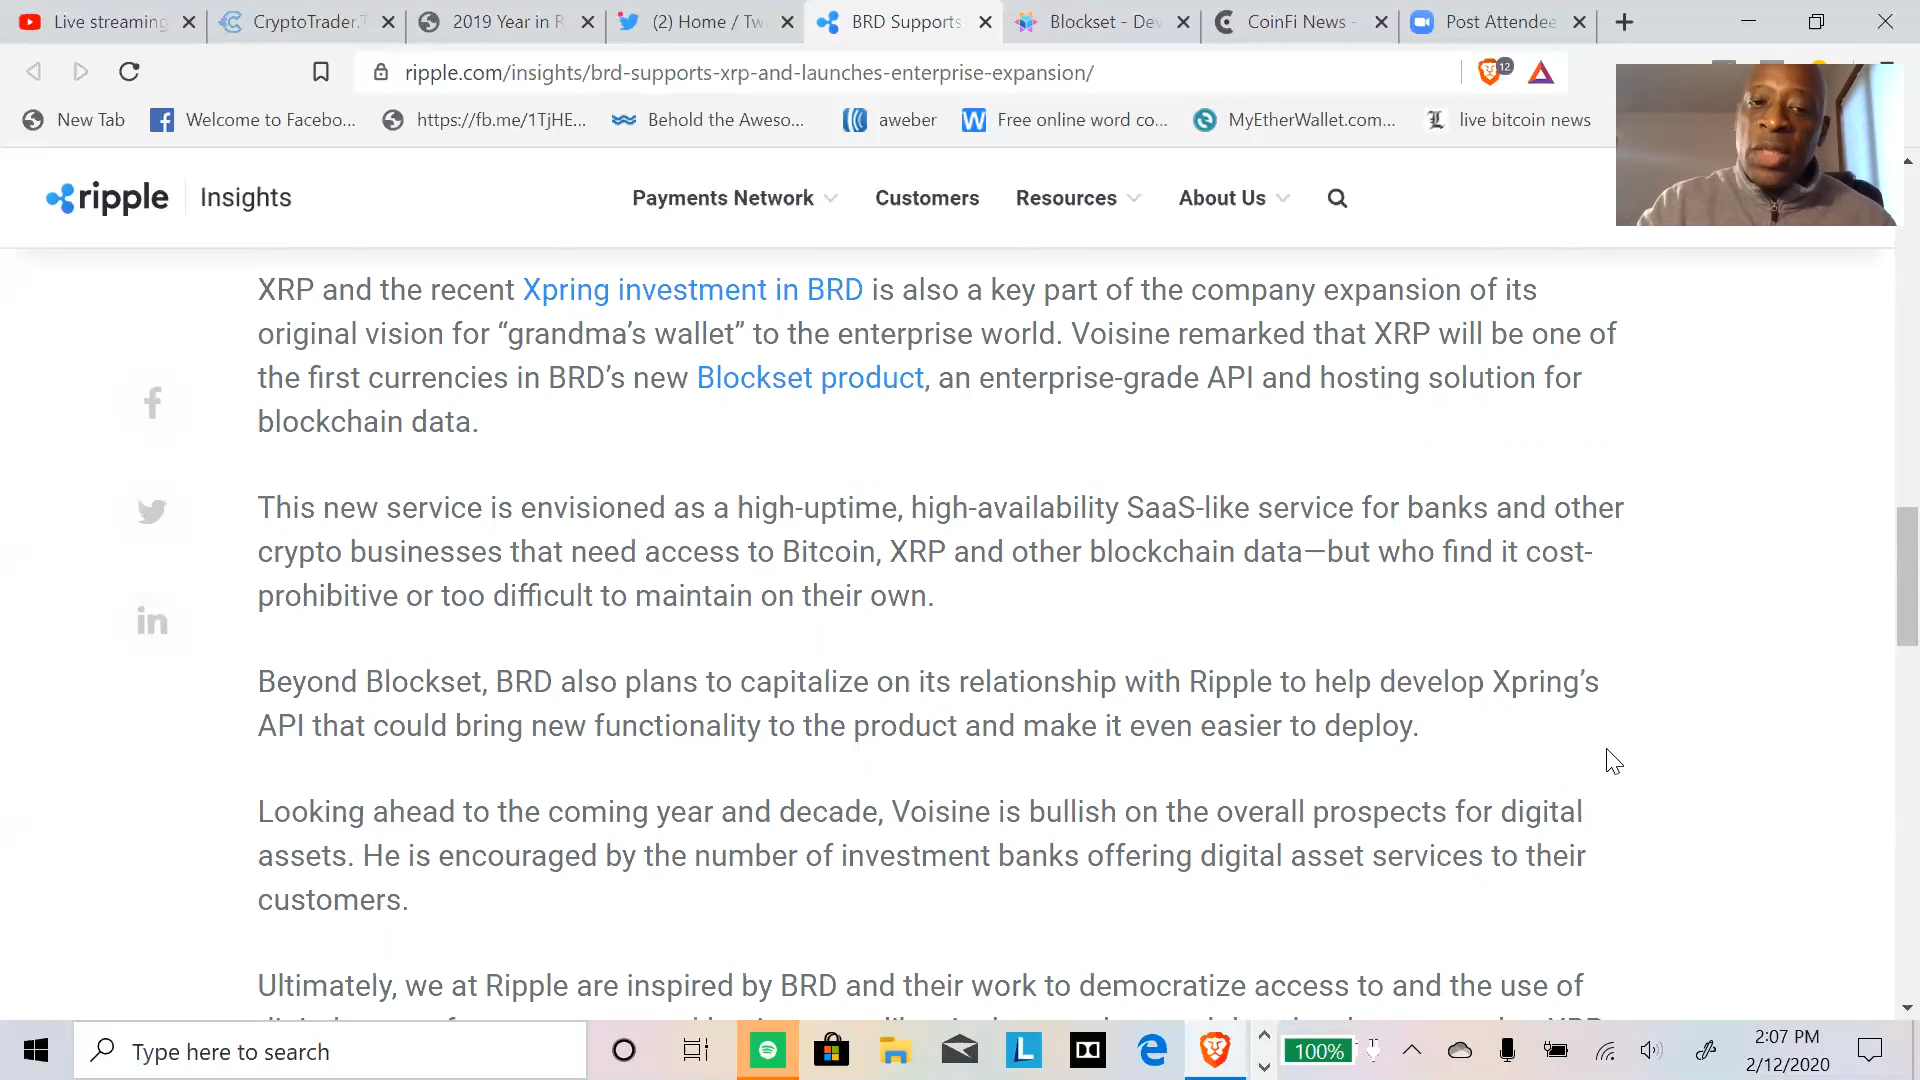 Live streaming
CryptoTrader.T
2019 Year in R
(2) Home / Tw
BRD Supports
Blockset - Dev
CoinFi News -
Post Attendee
ripple.com/insights/brd-supports-xrp-and-launches-enterprise-expansion/
12
New Tab
Welcome to Facebo...
https://fb.me/1TjHE...
Behold the Aweso...
aweber
Free online word co...
MyEtherWallet.com...
live bitcoin news
ripple Insights
Payments Network
Customers
Resources
About Us
XRP and the recent Xpring investment in BRD is also a key part of the company expansion of its
original vision for “grandma’s wallet” to the enterprise world. Voisine remarked that XRP will be one of
the first currencies in BRD’s new Blockset product, an enterprise-grade API and hosting solution for
blockchain data.
This new service is envisioned as a high-uptime, high-availability SaaS-like service for banks and other
crypto businesses that need access to Bitcoin, XRP and other blockchain data—but who find it cost-
prohibitive or too difficult to maintain on their own.
Beyond Blockset, BRD also plans to capitalize on its relationship with Ripple to help develop Xpring’s
API that could bring new functionality to the product and make it even easier to deploy.
Looking ahead to the coming year and decade, Voisine is bullish on the overall prospects for digital
assets. He is encouraged by the number of investment banks offering digital asset services to their
customers.
Ultimately, we at Ripple are inspired by BRD and their work to democratize access to and the use of
Type here to search
100%
2:07 PM
2/12/2020